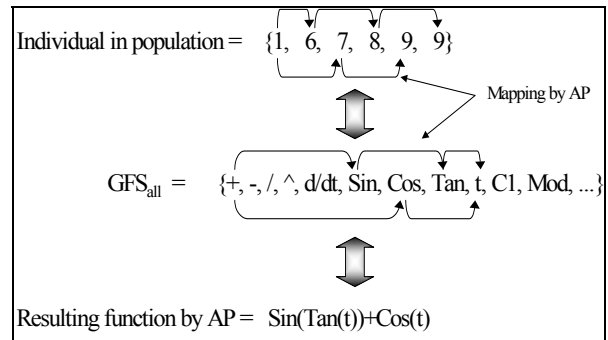 Individual in population = {1, 6, 7, 8, 9, 9}
Mapping by AP
GFSall = {+, -, /, ^, d/dt, Sin, Cos, Tan, t, C1, Mod, ...}
Resulting function by AP = Sin(Tan(t))+Cos(t)